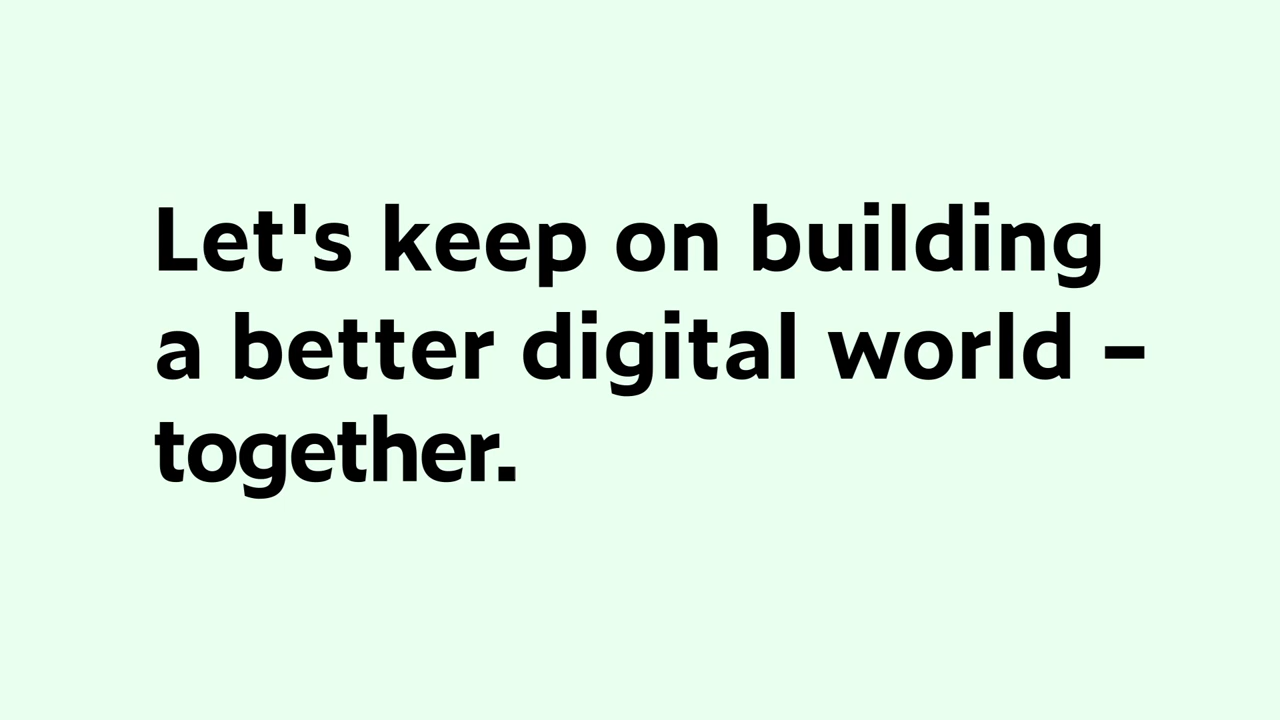 Let's keep on building
a better digital world –
together.